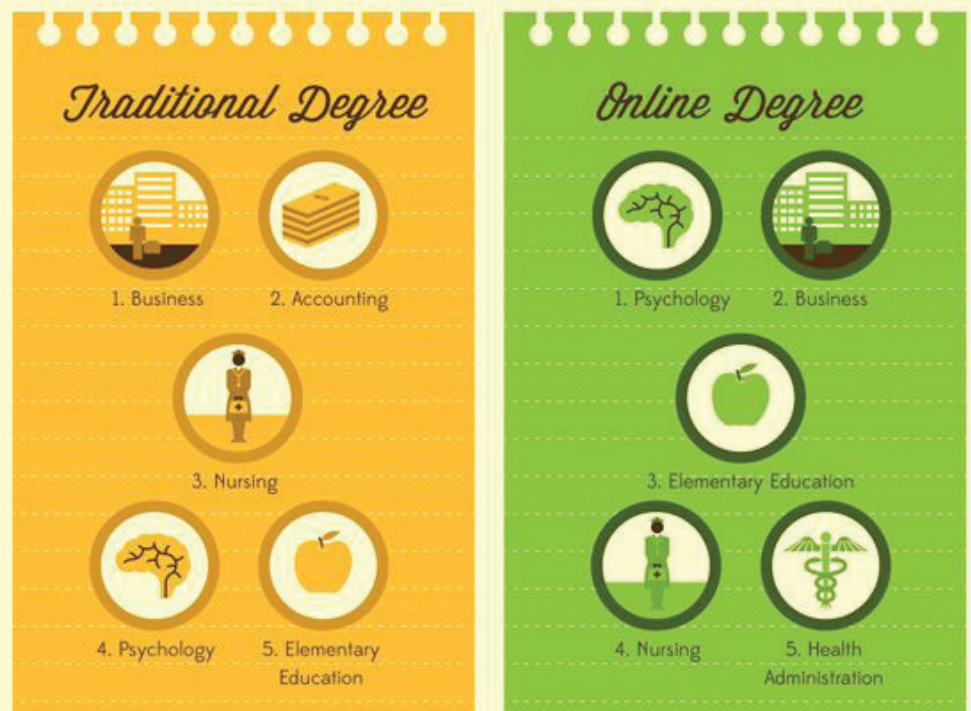 Traditional Degree
1. Business
2. Accounting
3. Nursing
4. Psychology
5. Elementary
Education
Online Degree
1. Psychology
2. Business
3. Elementary Education
4. Nursing
5. Health
Administration